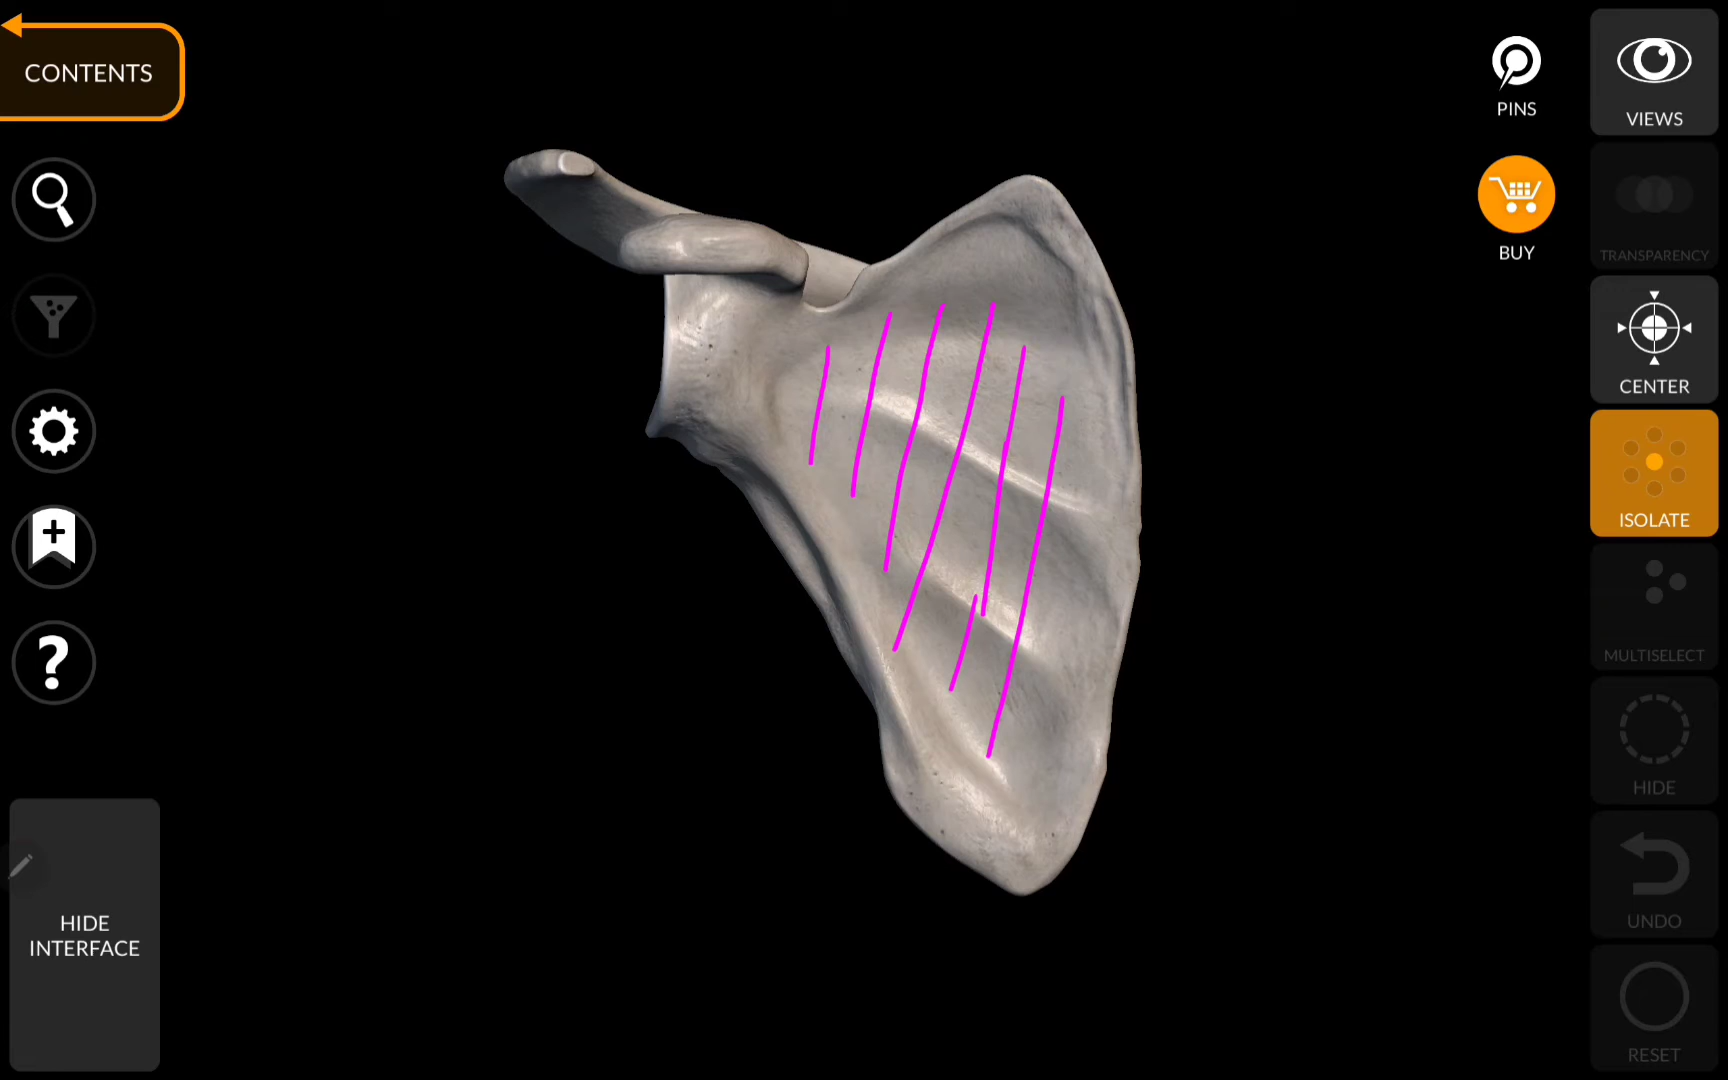 CONTENTS
PINS
BUY
VIEWS
TRANSPARENCY
CENTER
ISOLATE
MULTISELECT
HIDE
UNDO
RESET
HIDE
INTERFACE